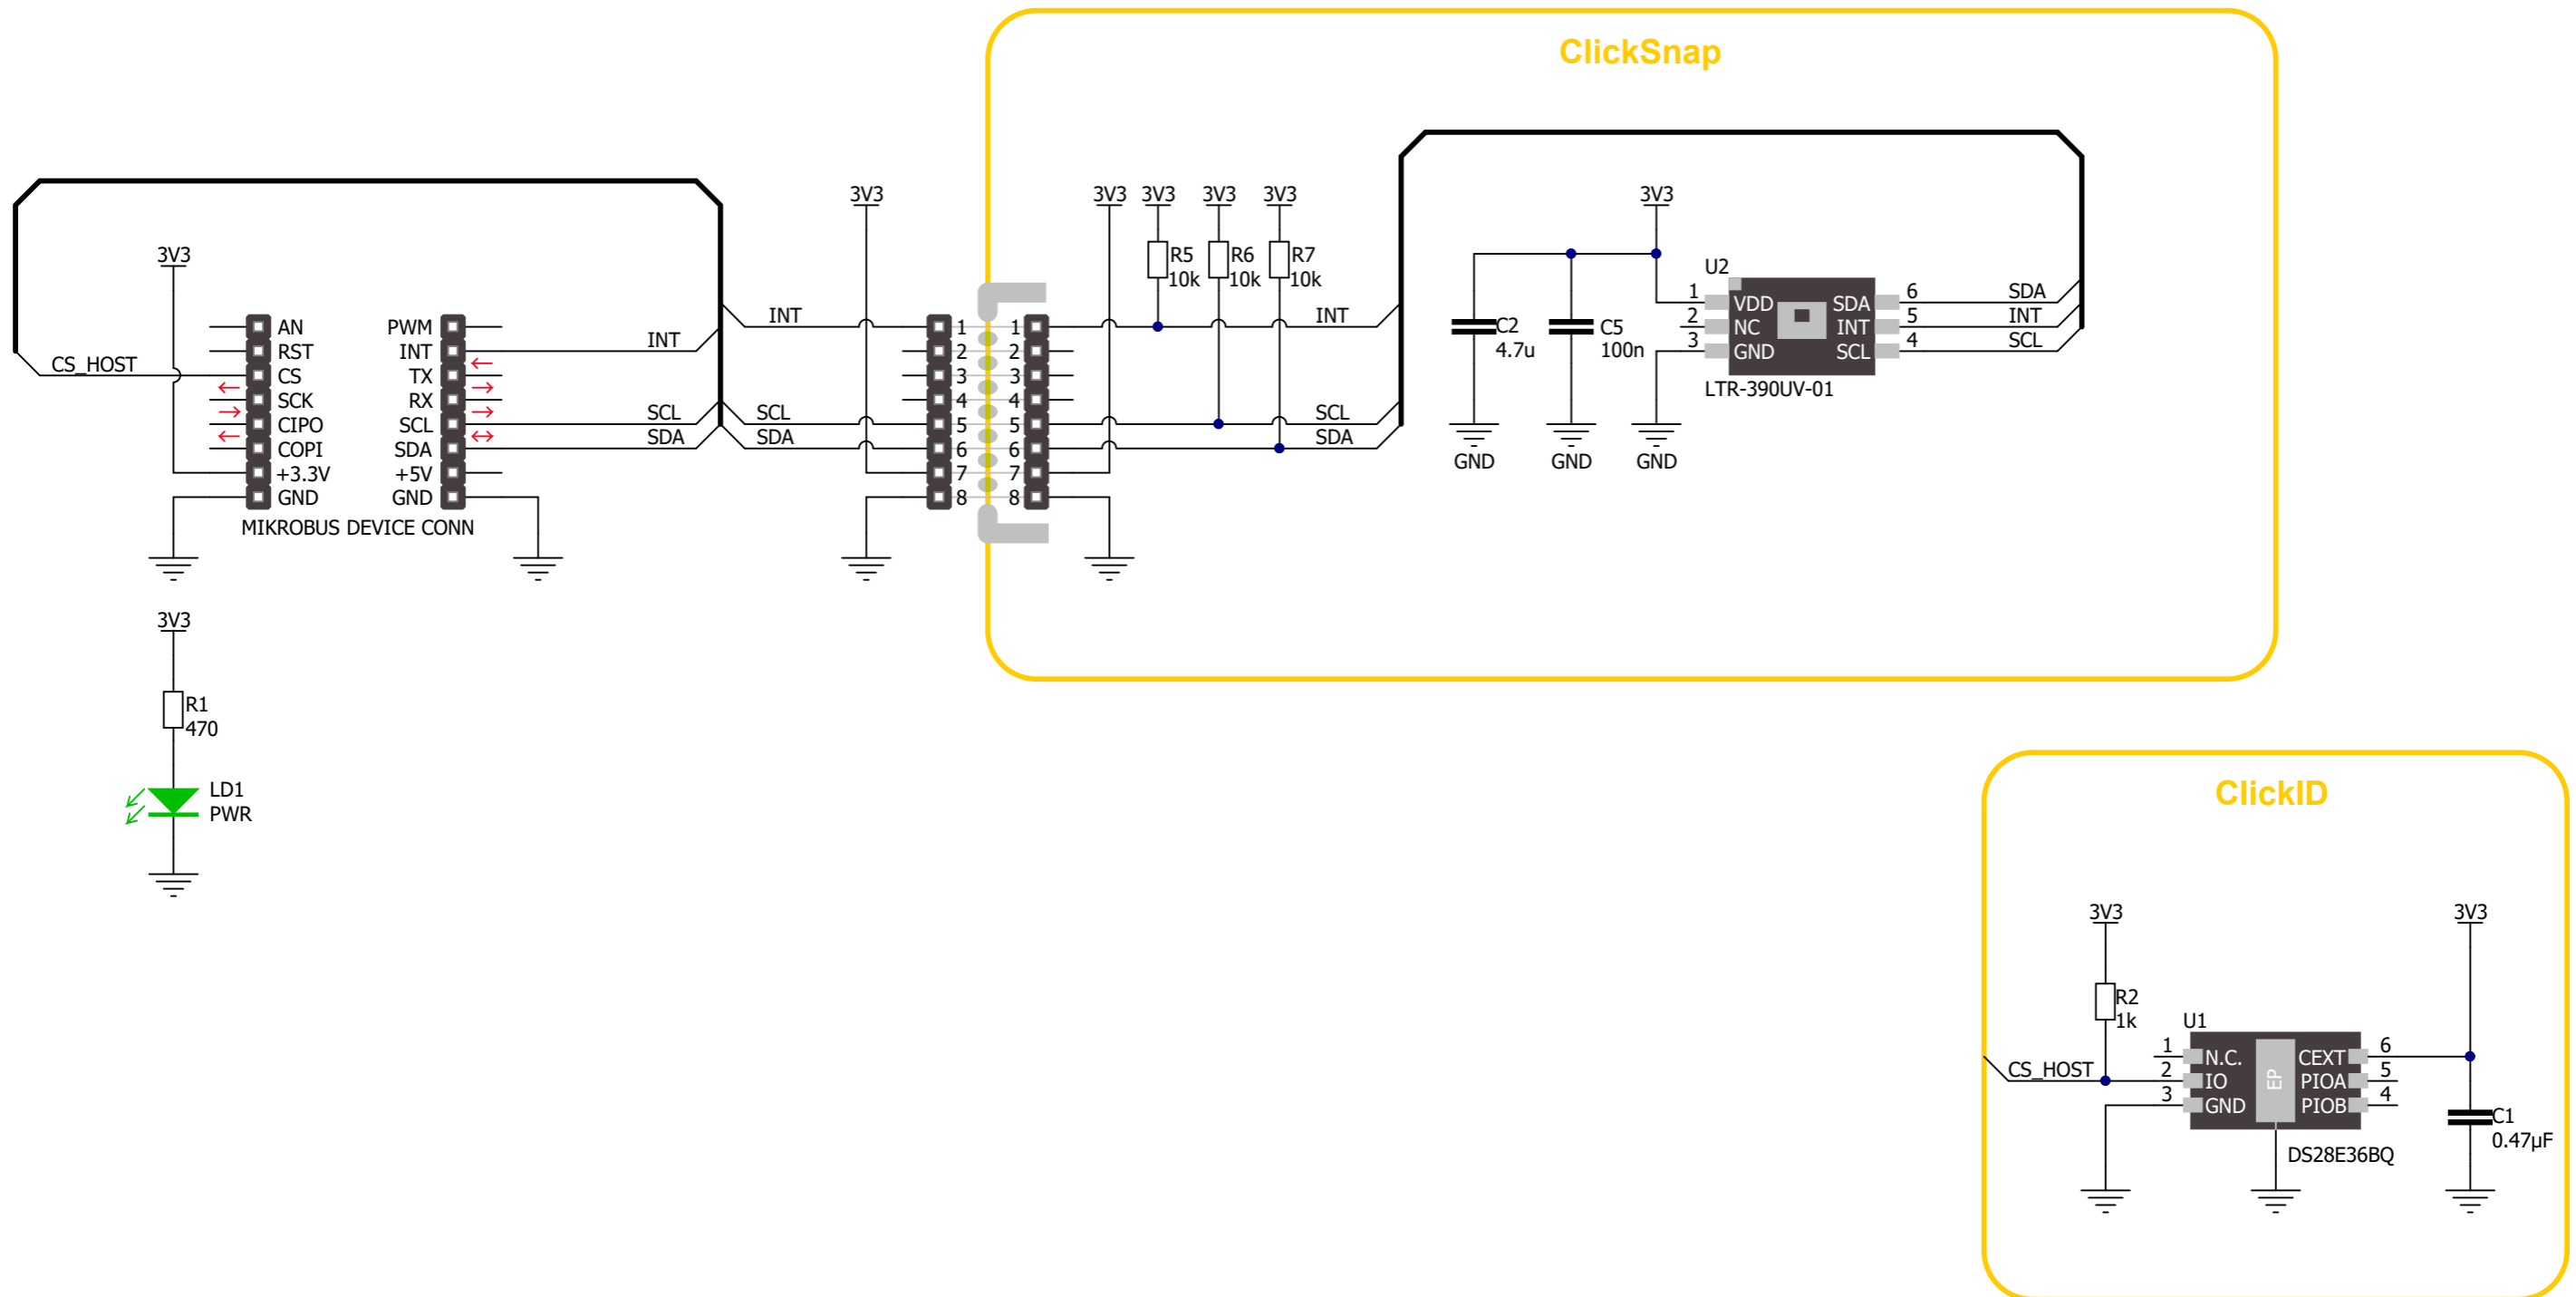 ClickSnap
3V3
3V3
3V3 3V3 3V3
3V3
3V3
R5
10k
R6
10k
R7
10k
U2
1 VDD SDA 6 SDA
2 NC INT 5 INT
3 GND SCL 4 SCL
LTR-390UV-01
C2
4.7u
C5
100n
GND GND GND
AN PWM
RST INT INT
CS_HOST CS TX
SCK RX
CIPO SCL SCL
COPI SDA SDA
+3.3V +5V
GND GND
MIKROBUS DEVICE CONN
INT 1 1 INT
2 2
3 3
4 4
SCL 5 5 SCL
SDA 6 6 SDA
7 7
8 8
3V3
R1
470
LD1
PWR
ClickID
3V3 3V3
R2
1k
U1
1 N.C. CEXT 6
CS_HOST 2 IO EP PIOA 5
3 GND PIOB 4
DS28E36BQ
C1
0.47µF